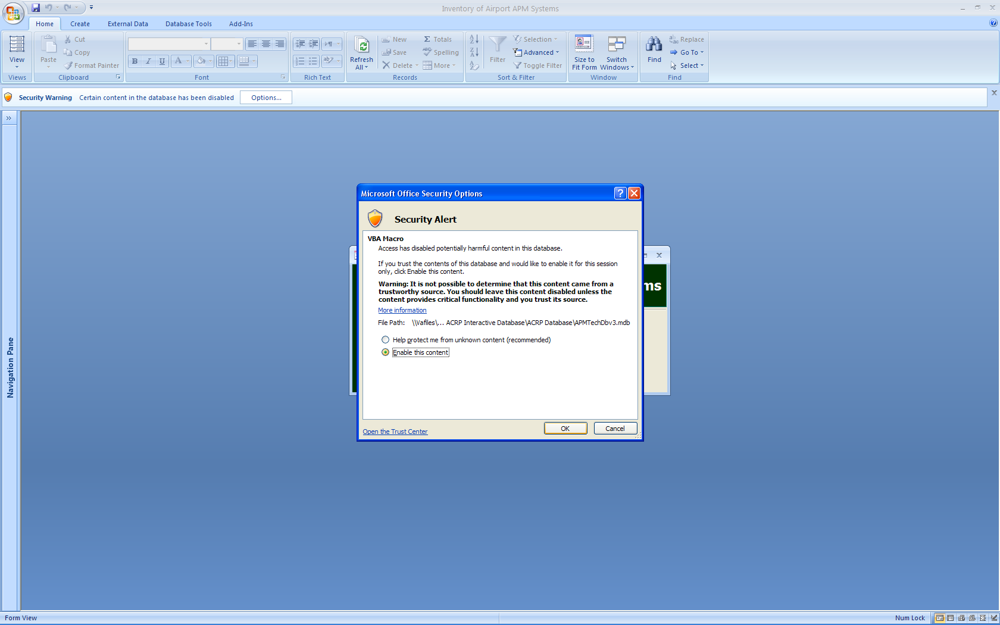 Inventory of Airport APM Systems
Home Create External Data Database Tools Add-Ins
View
Views
Paste
Cut
Copy
Format Painter
Clipboard
B I U A
Font
Rich Text
Refresh
All
New
Save
Delete
Σ Totals
Spelling
More
Records
Filter
Selection
Advanced
Toggle Filter
Sort & Filter
Size to
Fit Form
Switch
Windows
Window
Find
Replace
Go To
Select
Find
Security Warning Certain content in the database has been disabled Options...
Navigation Pane
ms
Microsoft Office Security Options
Security Alert
VBA Macro
Access has disabled potentially harmful content in this database.
If you trust the contents of this database and would like to enable it for this session
only, click Enable this content.
Warning: It is not possible to determine that this content came from a
trustworthy source. You should leave this content disabled unless the
content provides critical functionality and you trust its source.
More information
File Path: \\Vafiles\... ACRP Interactive Database\ACRP Database\APMTechDbv3.mdb
Help protect me from unknown content (recommended)
Enable this content
Open the Trust Center
OK
Cancel
Form View
Num Lock